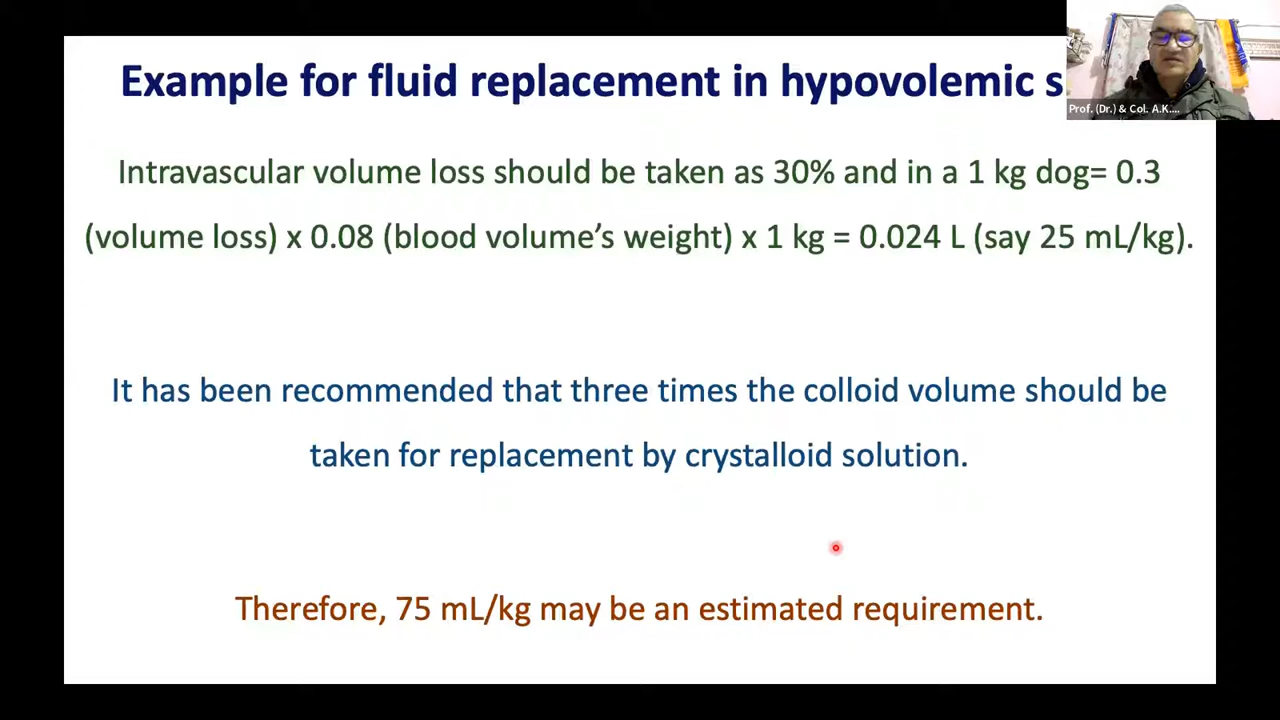 Example for fluid replacement in hypovolemic s
Prof. (Dr.) & Col. A.K....
Intravascular volume loss should be taken as 30% and in a 1 kg dog= 0.3
(volume loss) x 0.08 (blood volume’s weight) x 1 kg = 0.024 L (say 25 mL/kg).
It has been recommended that three times the colloid volume should be
taken for replacement by crystalloid solution.
Therefore, 75 mL/kg may be an estimated requirement.